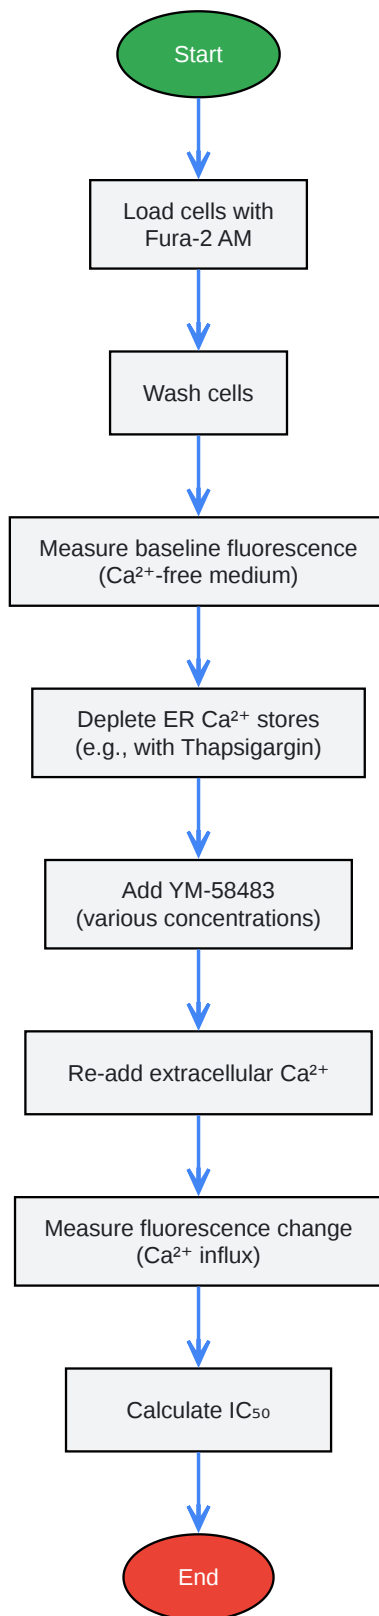 Start
Load cells with
Fura-2 AM
Wash cells
Measure baseline fluorescence
(Ca²⁺-free medium)
Deplete ER Ca²⁺ stores
(e.g., with Thapsigargin)
Add YM-58483
(various concentrations)
Re-add extracellular Ca²⁺
Measure fluorescence change
(Ca²⁺ influx)
Calculate IC₅₀
End